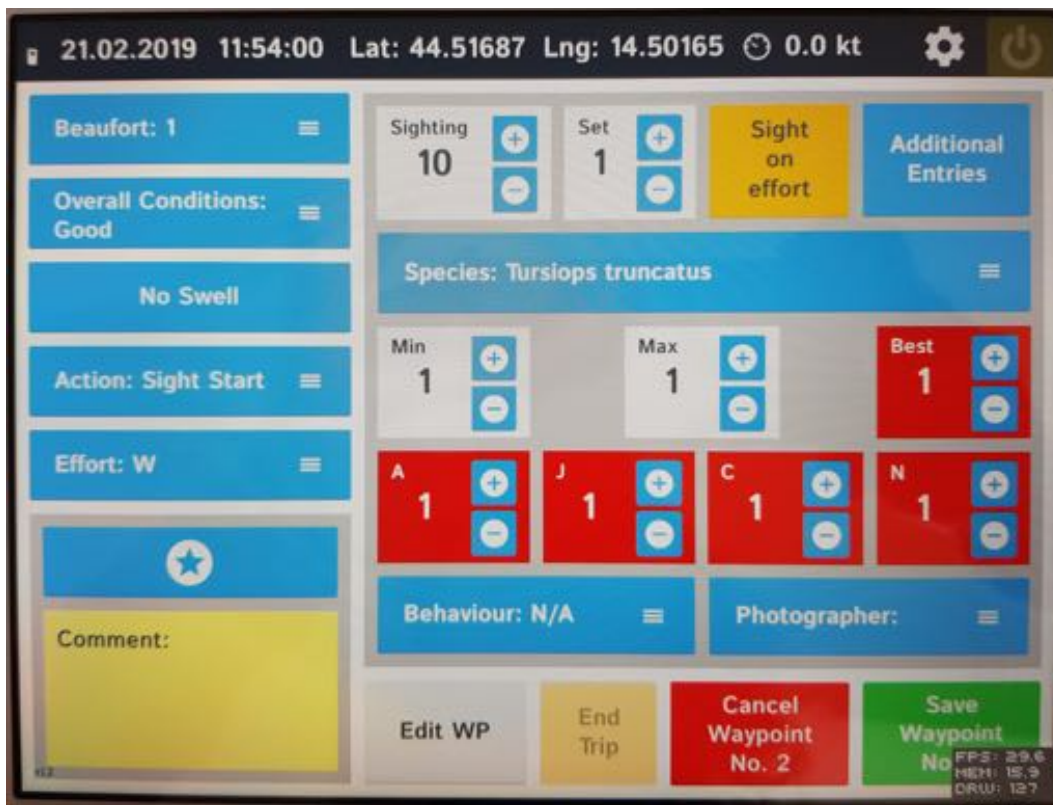 21.02.2019 11:54:00 Lat: 44.51687 Lng: 14.50165 0.0 kt
Beaufort: 1
Overall Conditions:
Good
No Swell
Action: Sight Start
Effort: W
Comment:
Sighting
10
Set
1
Sight
on
effort
Additional
Entries
Species: Tursiops truncatus
Min
1
Max
1
Best
1
A
1
J
1
C
1
N
1
Behaviour: N/A
Photographer:
Edit WP
End
Trip
Cancel
Waypoint
No. 2
Save
Waypoint
No
FPS: 29.6
MEM: 15.9
DRW: 127